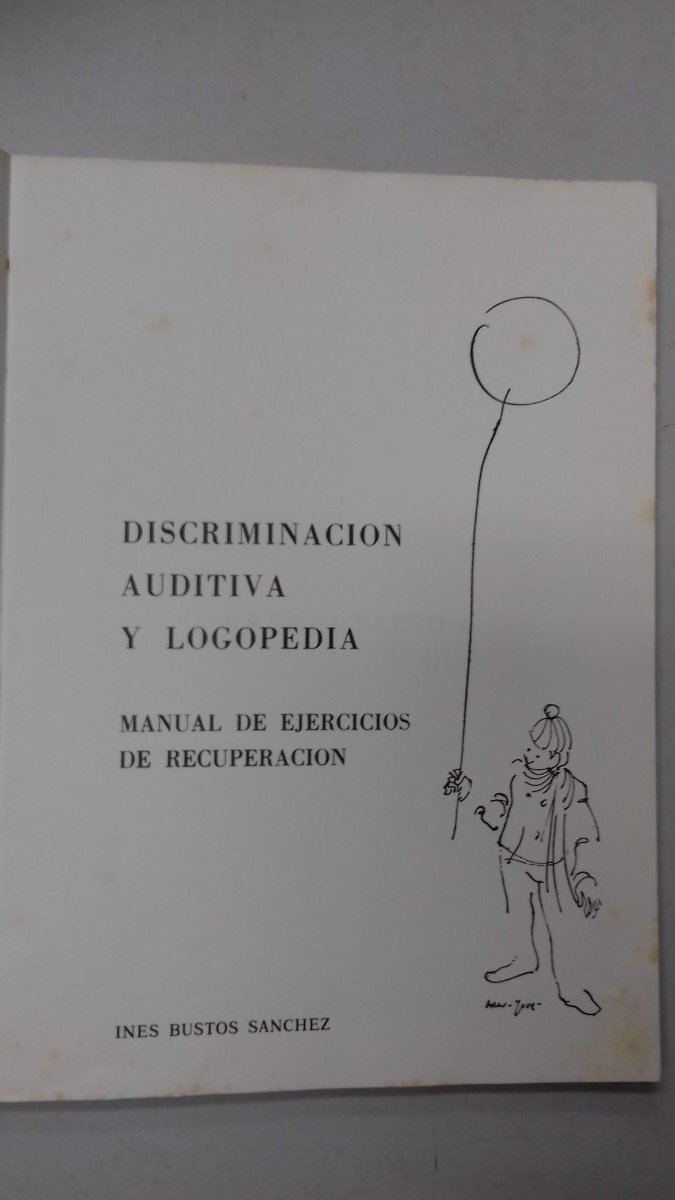 DISCRIMINACION
AUDITIVA
Y LOGOPEDIA
MANUAL DE EJERCICIOS
DE RECUPERACION
INES BUSTOS SANCHEZ